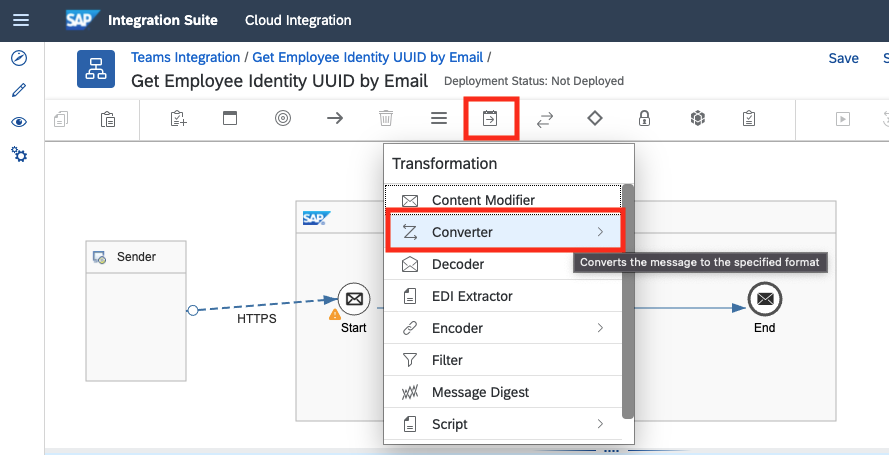 SAP Integration Suite Cloud Integration
Teams Integration / Get Employee Identity UUID by Email /
Save
Get Employee Identity UUID by Email Deployment Status: Not Deployed
Transformation
Content Modifier
SAP
Converter
Sender
Converts the message to the specified format
Decoder
EDI Extractor
HTTPS
Start
Encoder
End
Filter
Message Digest
Script